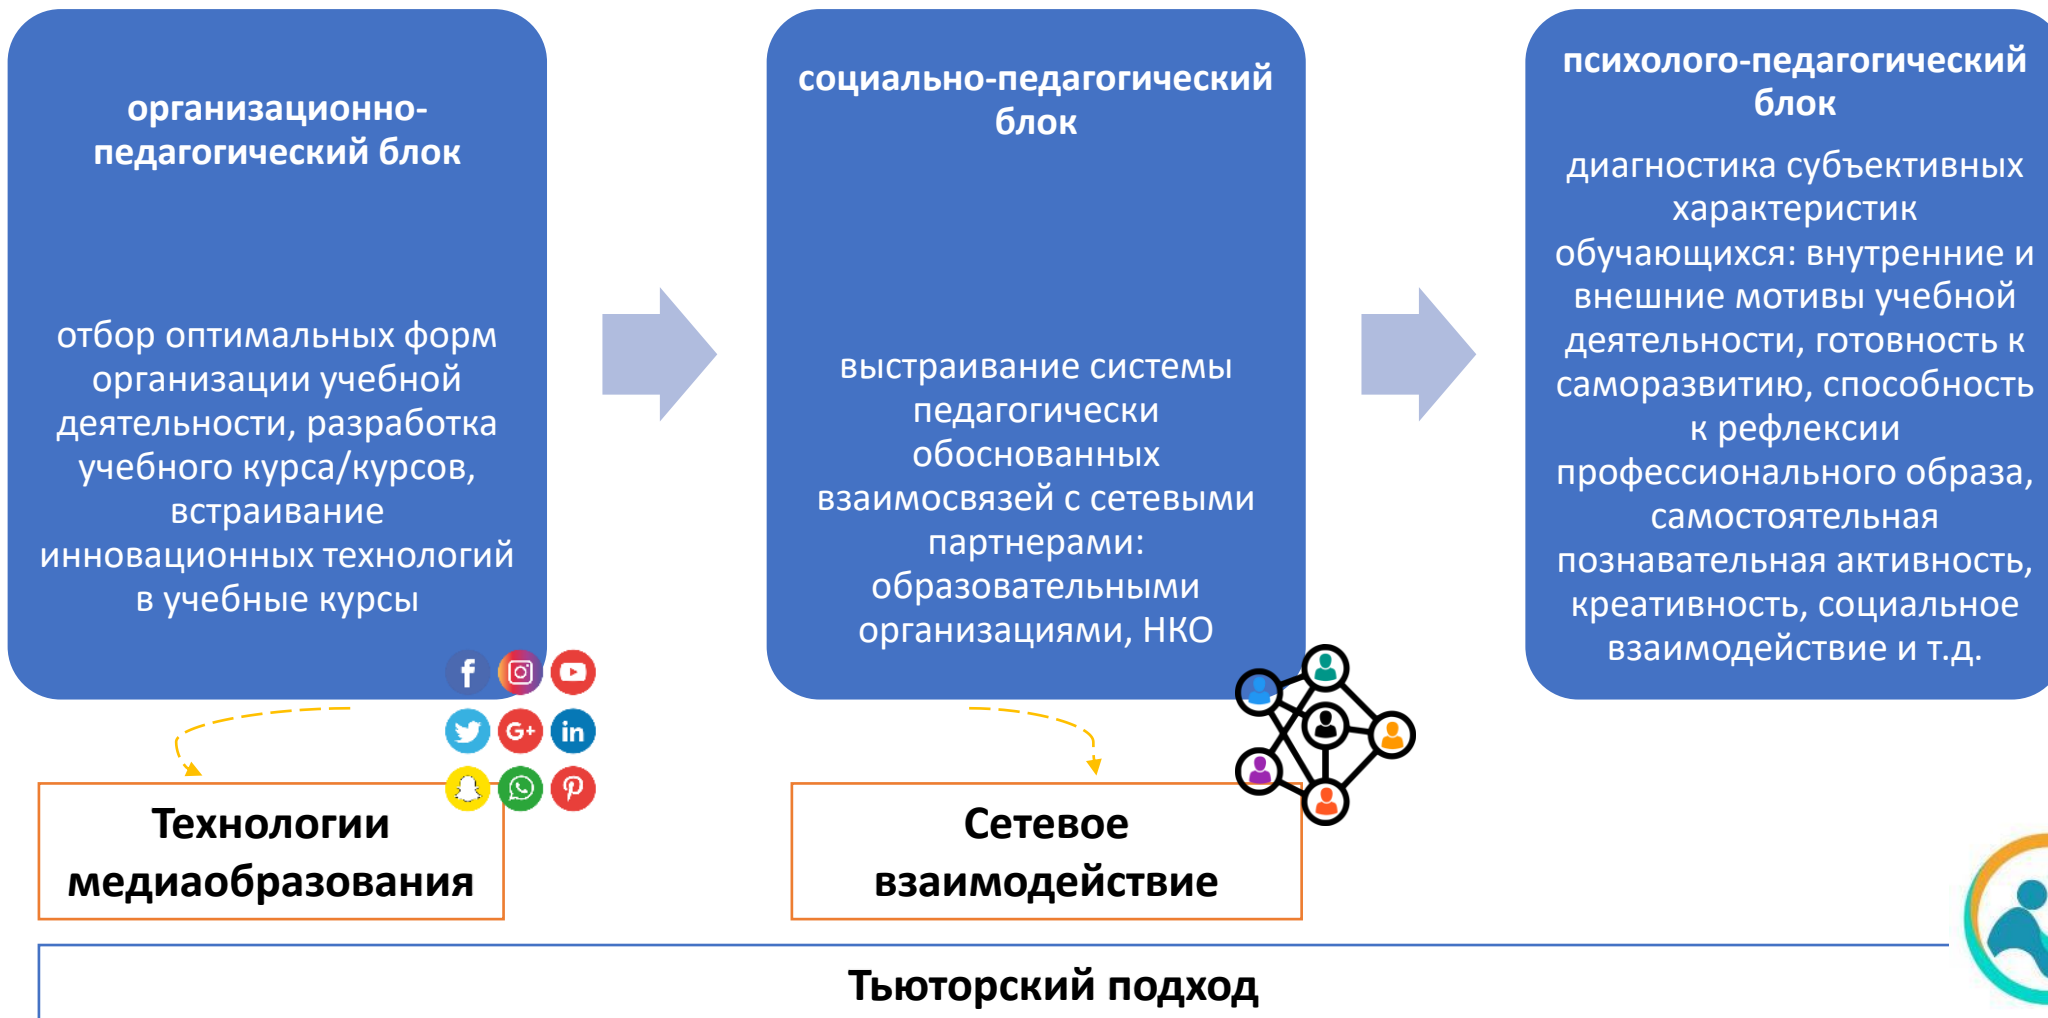 организационно-
педагогический блок
отбор оптимальных форм
организации учебной
деятельности, разработка
учебного курса/курсов,
встраивание
инновационных технологий
в учебные курсы
социально-педагогический
блок
выстраивание системы
педагогически
обоснованных
взаимосвязей с сетевыми
партнерами:
образовательными
организациями, НКО
психолого-педагогический
блок
диагностика субъективных
характеристик
обучающихся: внутренние и
внешние мотивы учебной
деятельности, готовность к
саморазвитию, способность
к рефлексии
профессионального образа,
самостоятельная
познавательная активность,
креативность, социальное
взаимодействие и т.д.
f
G+
in
Технологии
медиаобразования
Сетевое
взаимодействие
Тьюторский подход